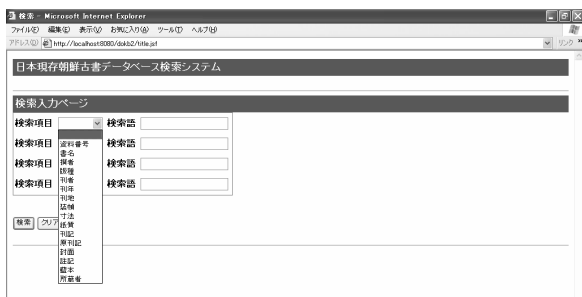 検索 - Microsoft Internet Explorer
ファイル(F) 編集(E) 表示(V) お気に入り(A) ツール(T) ヘルプ(H)
アドレス(D) http://localhost:8080/dokb2/title.jsf リンク »
日本現存朝鮮古書データベース検索システム
検索入力ページ
検索項目 検索語
検索項目 検索語
検索項目 検索語
検索項目 検索語
資料番号
書名
撰者
版種
刊者
刊年
刊地
装幀
寸法
紙質
刊記
原刊記
封面
註記
藍本
所蔵者
検索 クリア